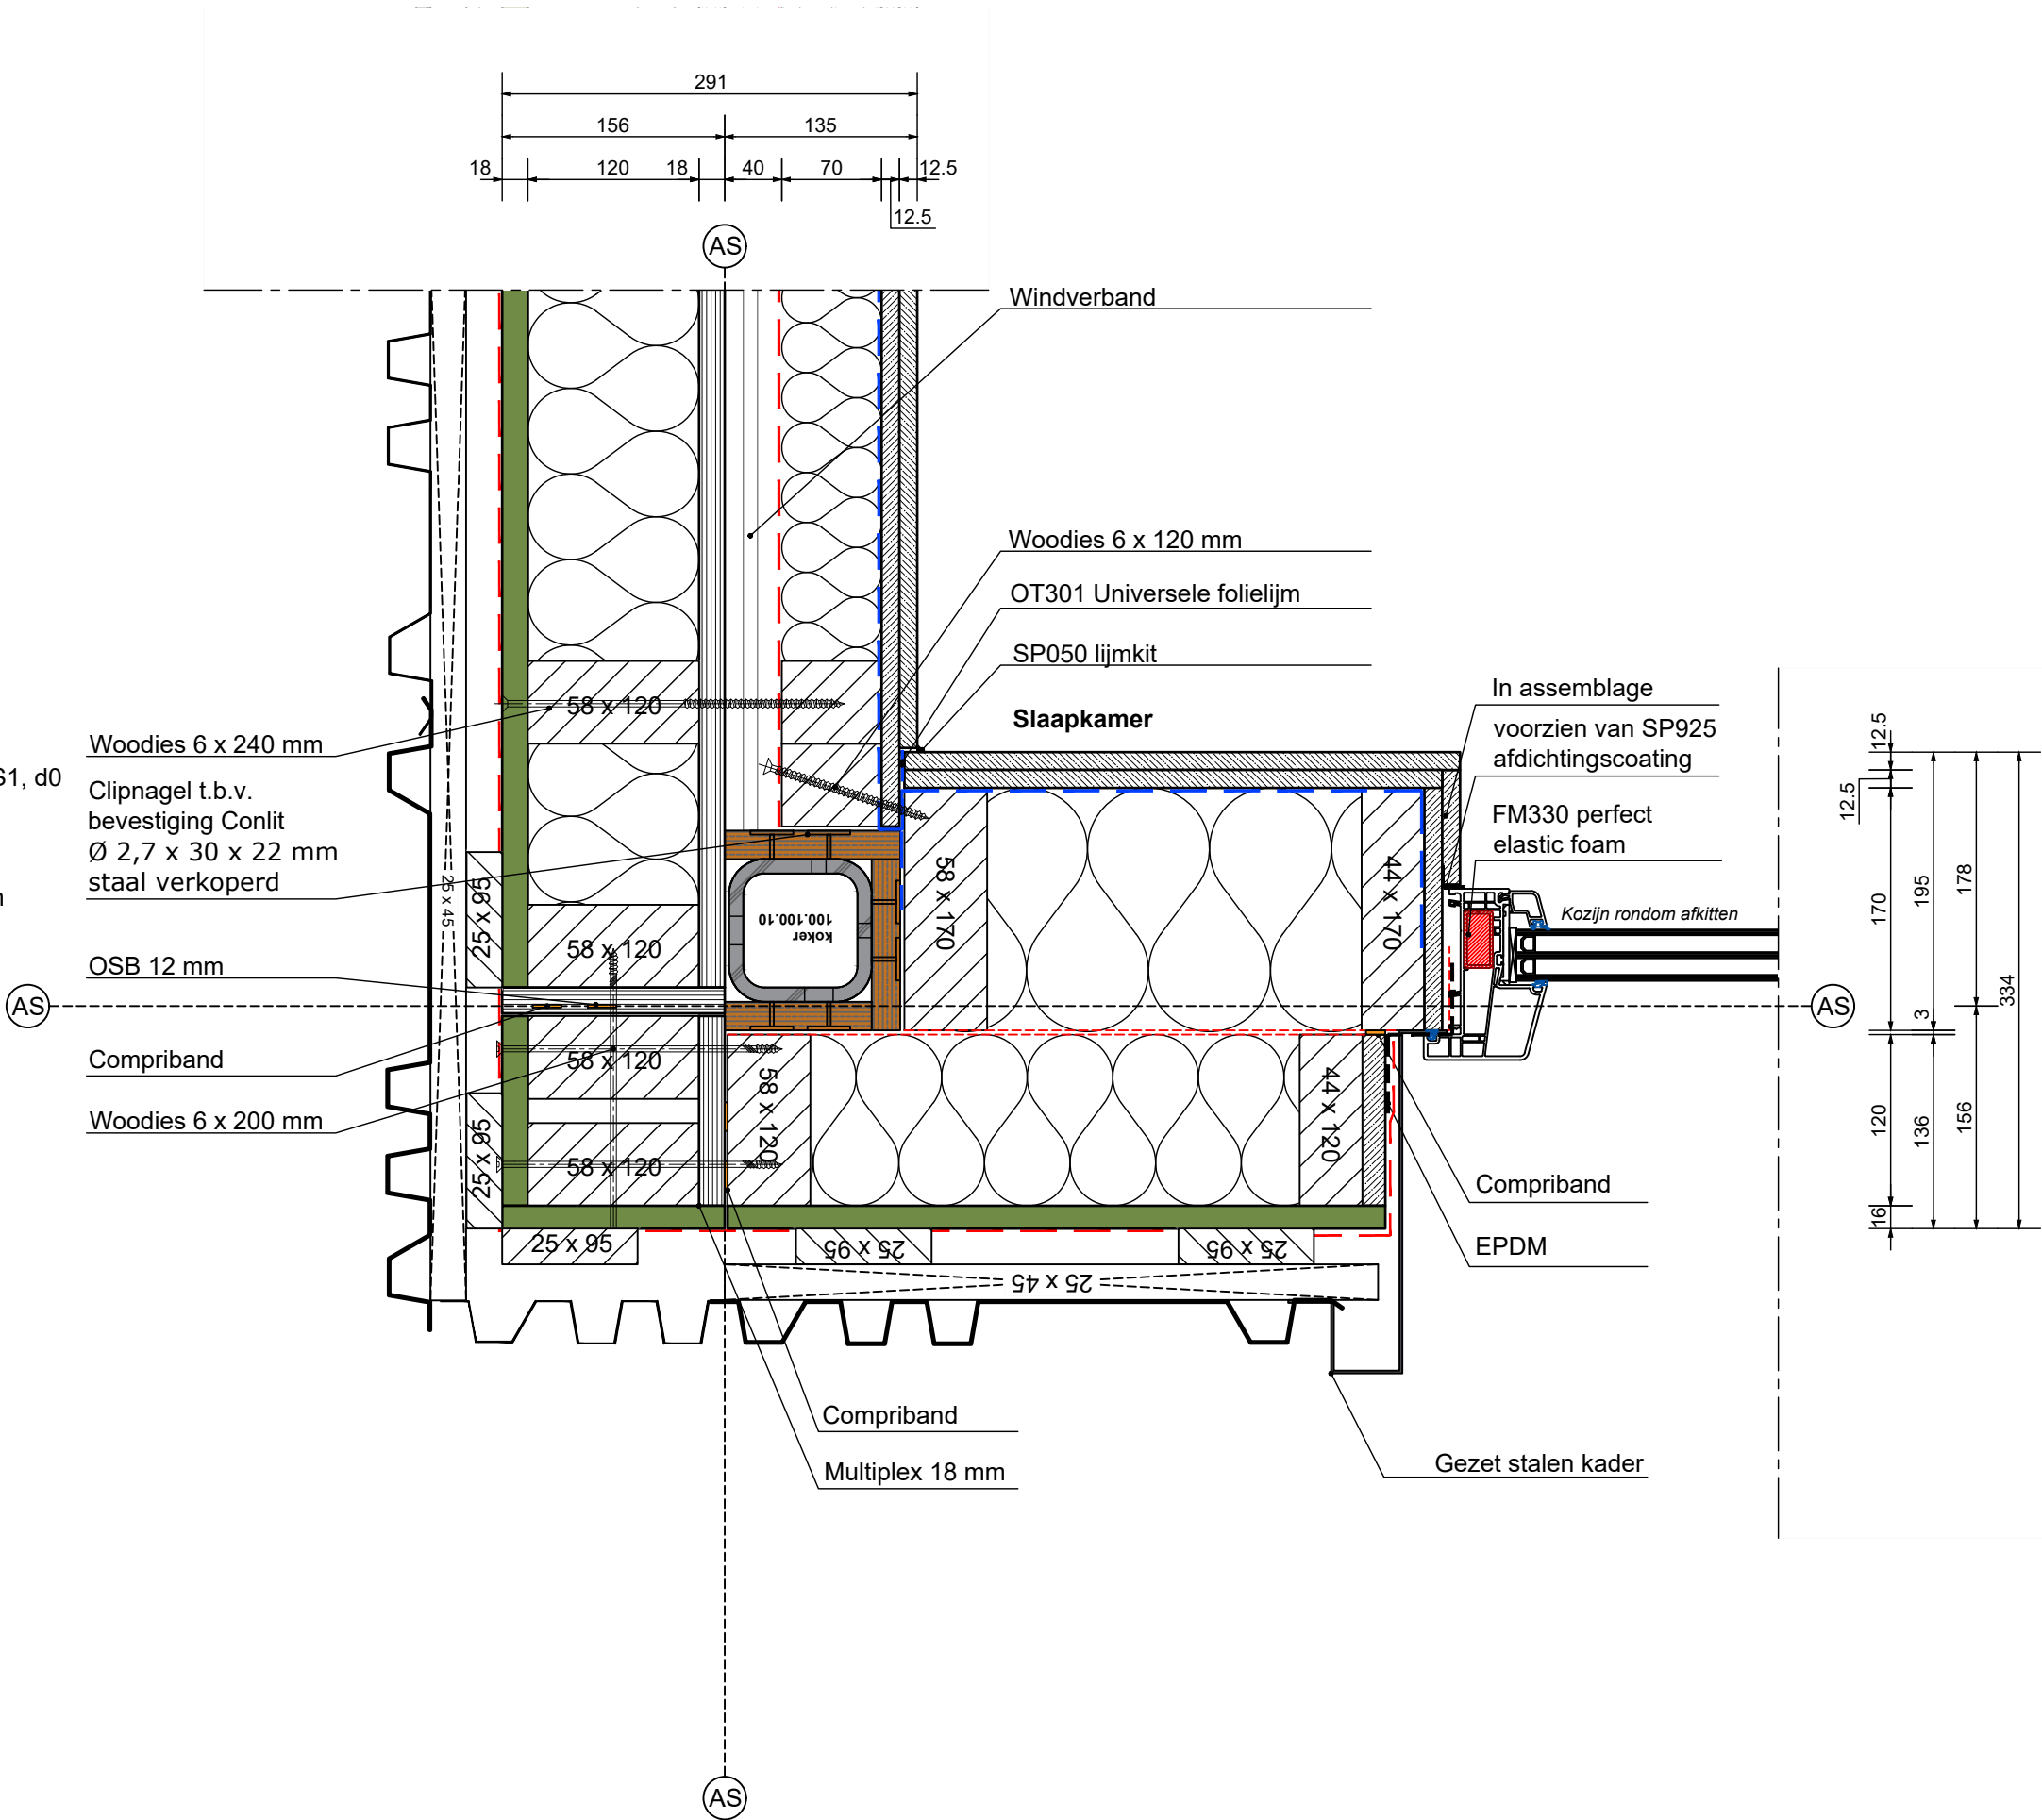 291
156
135
18
120
18
40
70
12.5
12.5
AS
Windverband
Woodies 6 x 120 mm
OT301 Universele folielijm
SP050 lijmkit
Slaapkamer
In assemblage
voorzien van SP925
afdichtingscoating
FM330 perfect
elastic foam
Kozijn rondom afkitten
Woodies 6 x 240 mm
S1, d0
Clipnagel t.b.v.
bevestiging Conlit
Ø 2,7 x 30 x 22 mm
staal verkoperd
OSB 12 mm
AS
AS
Compriband
Woodies 6 x 200 mm
58 x 120
58 x 120
58 x 120
58 x 120
25 x 45
25 x 95
25 x 95
koker
100.100.10
58 x 170
44 x 170
58 x 120
44 x 120
25 x 95
25 x 95
25 x 95
25 x 45
Compriband
EPDM
Compriband
Multiplex 18 mm
Gezet stalen kader
AS
12.5
12.5
170
195
178
334
3
120
136
156
16